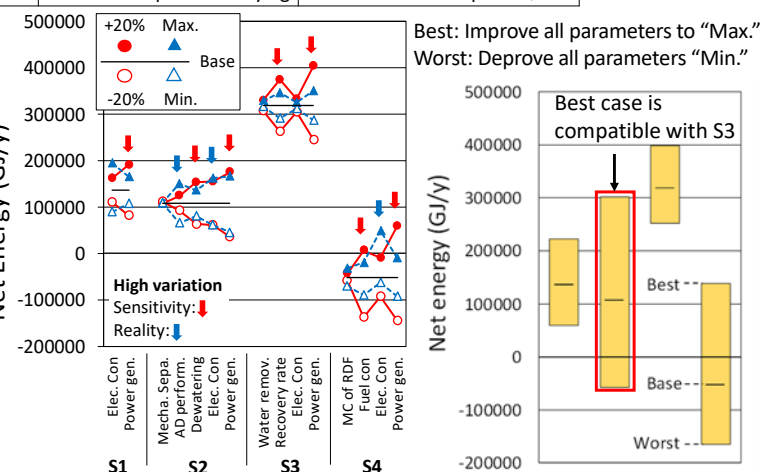 500000
400000
300000
200000
100000
0
-100000
-200000
+20% Max.
Base
-20% Min.
High variation
Sensitivity:
Reality:
Elec. Con
Power gen.
Mecha. Sepa.
AD perform.
Dewatering
Elec. Con
Power gen.
Water remov.
Recovery rate
Elec. Con
Power gen.
MC of RDF
Fuel con
Elec. Con
Power gen.
S1 S2 S3 S4
Best: Improve all parameters to “Max.”
Worst: Deprove all parameters “Min.”
Net energy (GJ/y)
500000
400000
300000
200000
100000
0
-100000
-200000
Best case is
compatible with S3
Best
Base
Worst